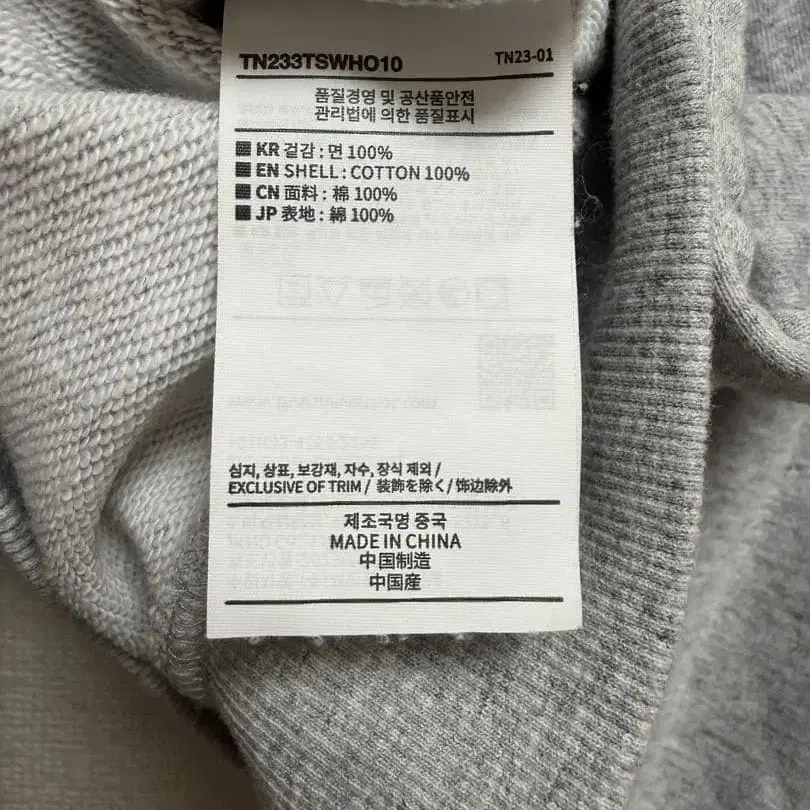 TN233TSWHO10 TN23-01
품질경영 및 공산품안전
관리법에 의한 품질표시
KR 겉감 : 면 100%
EN SHELL : COTTON 100%
CN 面料 : 棉 100%
JP 表地 : 綿 100%
심지, 상표, 보강재, 자수, 장식 제외 /
EXCLUSIVE OF TRIM / 装飾を除く / 饰边除外
제조국명 중국
MADE IN CHINA
中国制造
中国産